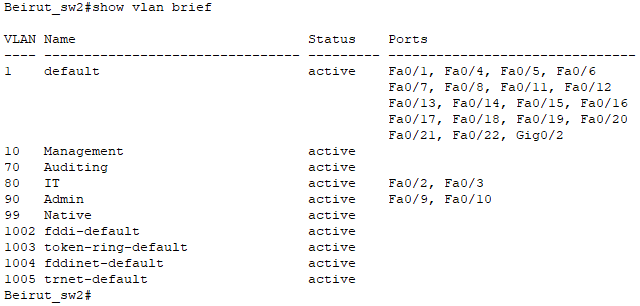 Beirut_sw2#show vlan brief
VLAN Name                             Status    Ports
---- -------------------------------- --------- -------------------------------
1    default                          active    Fa0/1, Fa0/4, Fa0/5, Fa0/6
                                                Fa0/7, Fa0/8, Fa0/11, Fa0/12
                                                Fa0/13, Fa0/14, Fa0/15, Fa0/16
                                                Fa0/17, Fa0/18, Fa0/19, Fa0/20
                                                Fa0/21, Fa0/22, Gig0/2
10   Management                       active
70   Auditing                         active
80   IT                               active    Fa0/2, Fa0/3
90   Admin                            active    Fa0/9, Fa0/10
99   Native                           active
1002 fddi-default                     active
1003 token-ring-default               active
1004 fddinet-default                  active
1005 trnet-default                    active
Beirut_sw2#